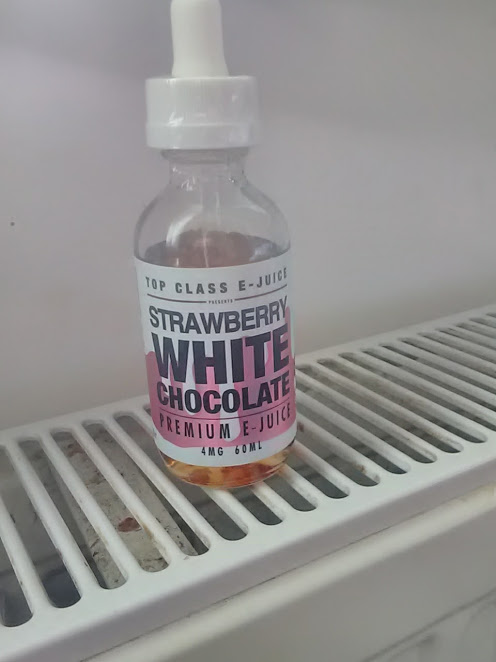 TOP CLASS E-JUICE
PRESENTS
STRAWBERRY
WHITE
CHOCOLATE
PREMIUM E-JUICE
4MG 60ML